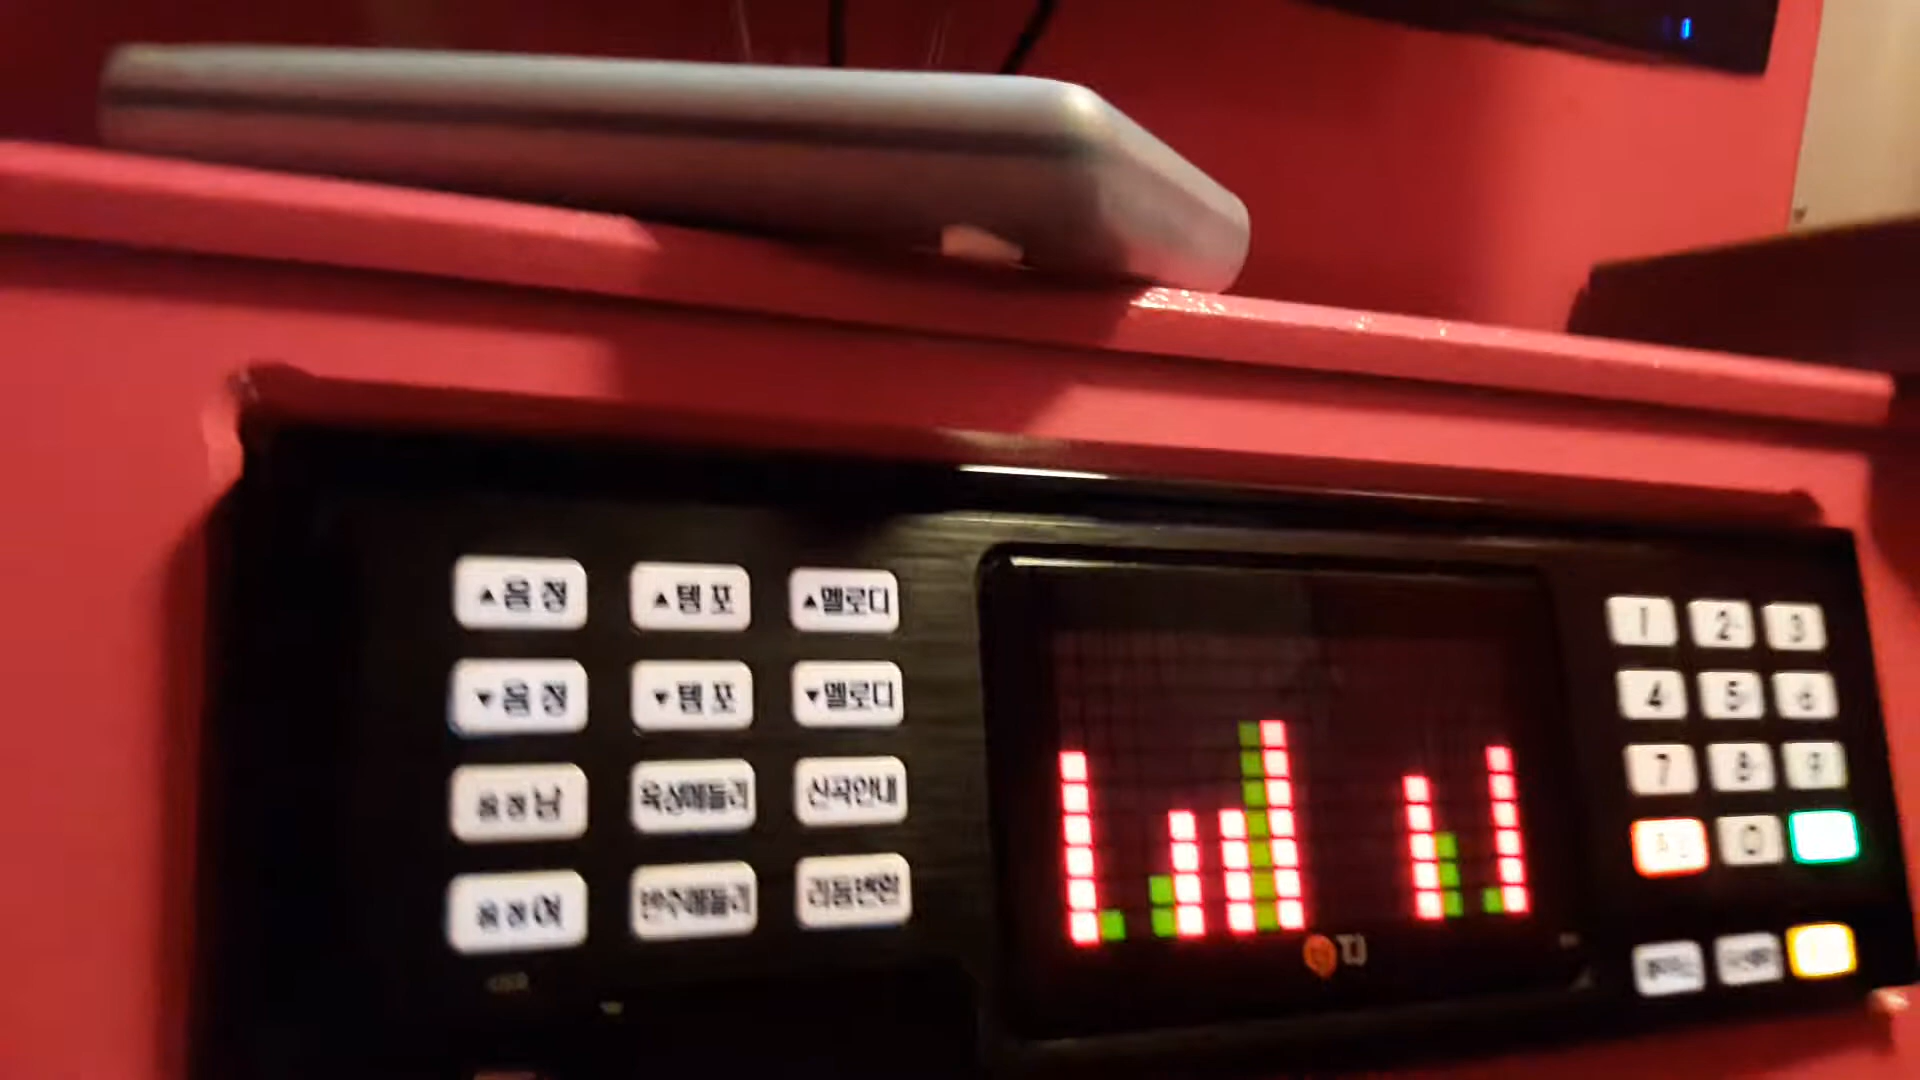 ▲음정 ▲템포 ▲멜로디
▼음정 ▼템포 ▼멜로디
음정남 육성메들리 신곡안내
음정여 반주메들리 리듬변환
1 2 3
4 5 6
7 8 9
0
TJ